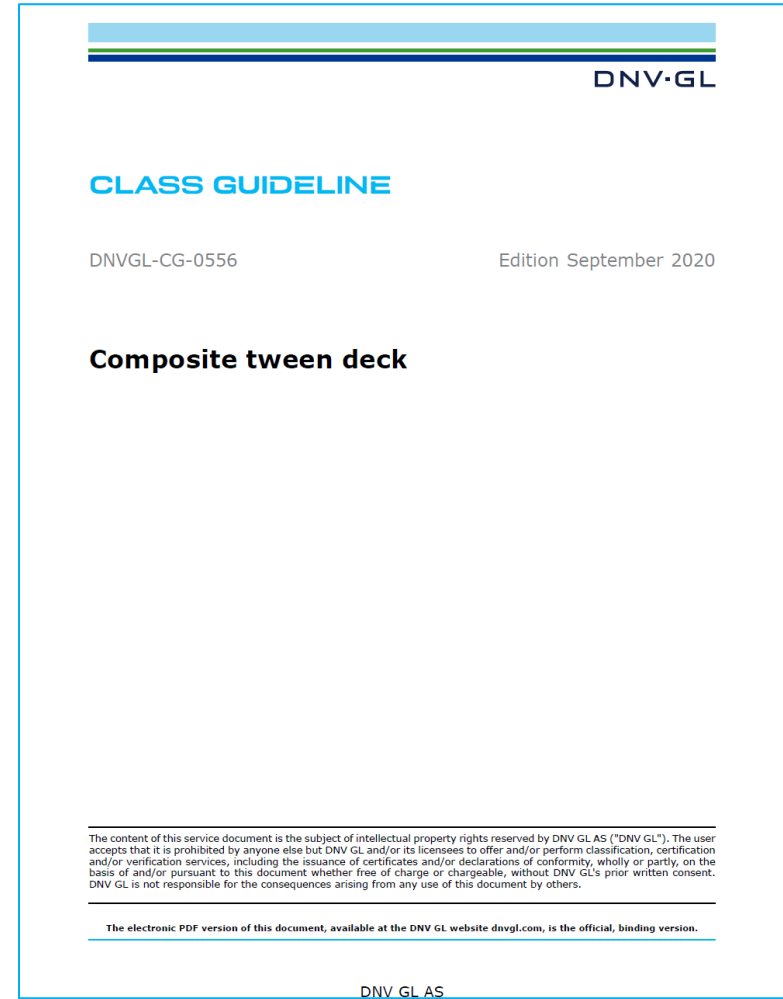 DNV·GL
CLASS GUIDELINE
DNVGL-CG-0556 Edition September 2020
Composite tween deck
The content of this service document is the subject of intellectual property rights reserved by DNV GL AS ("DNV GL"). The user
accepts that it is prohibited by anyone else but DNV GL and/or its licensees to offer and/or perform classification, certification
and/or verification services, including the issuance of certificates and/or declarations of conformity, wholly or partly, on the
basis of and/or pursuant to this document whether free of charge or chargeable, without DNV GL's prior written consent.
DNV GL is not responsible for the consequences arising from any use of this document by others.
The electronic PDF version of this document, available at the DNV GL website dnvgl.com, is the official, binding version.
DNV GL AS